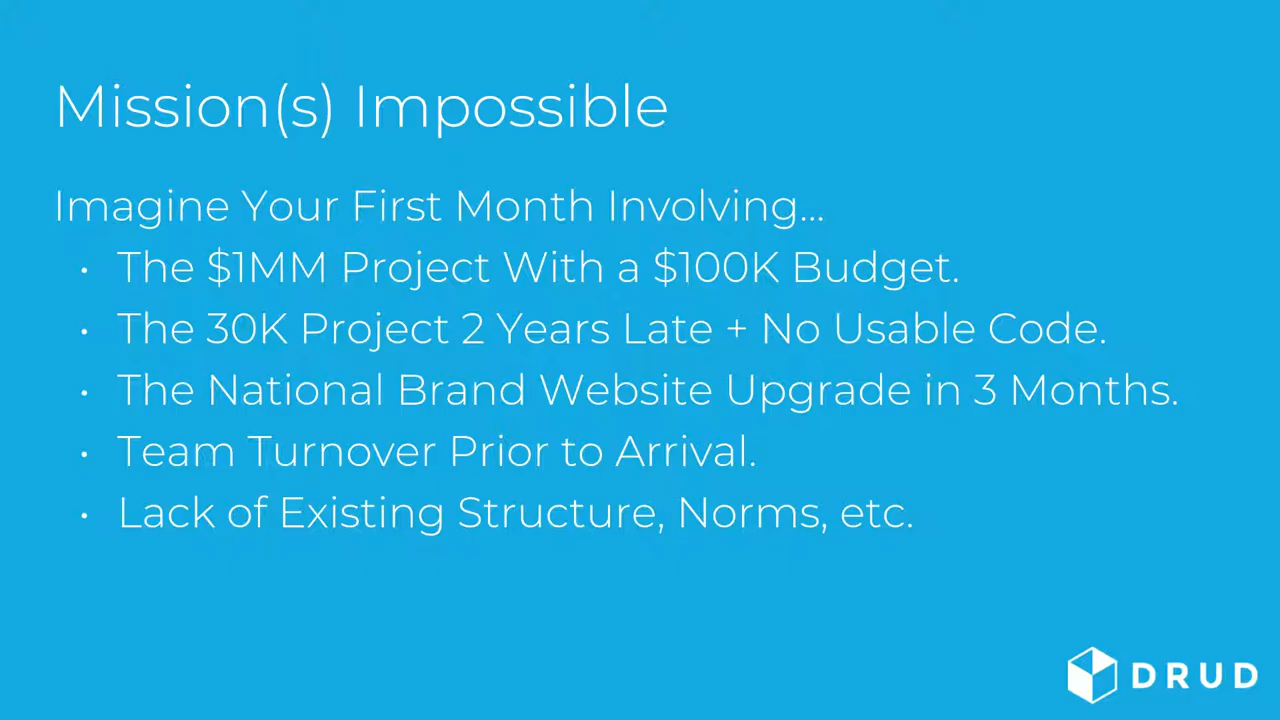 Mission(s) Impossible
Imagine Your First Month Involving...
• The $1MM Project With a $100K Budget.
• The 30K Project 2 Years Late + No Usable Code.
• The National Brand Website Upgrade in 3 Months.
• Team Turnover Prior to Arrival.
• Lack of Existing Structure, Norms, etc.
DRUD